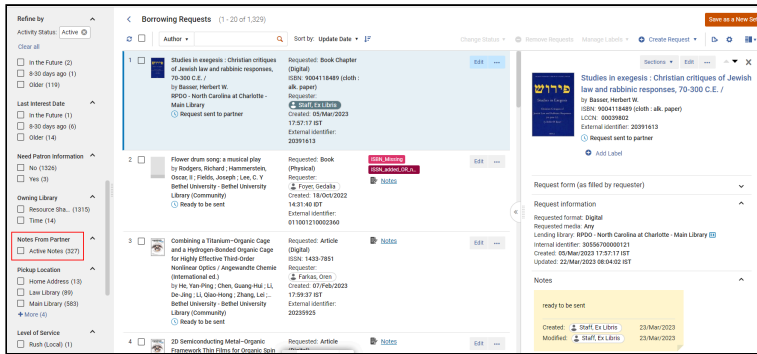 Refine by
Activity Status: Active
Clear all
In the Future (2)
8-30 days ago (1)
Older (119)
Last Interest Date
In the Future (1)
8-30 days ago (6)
Older (14)
Need Patron Information
No (1326)
Yes (3)
Owning Library
Resource Sha... (1315)
Time (14)
Notes From Partner
Active Notes (327)
Pickup Location
Home Address (13)
Law Library (89)
Main Library (583)
+ More (4)
Level of Service
Rush (Local) (1)
Borrowing Requests (1 - 20 of 1,329)
Save as a New Set
Author
Sort by: Update Date
Change Status
Remove Requests
Manage Labels
Create Request
1
Studies in exegesis : Christian critiques
of Jewish law and rabbinic responses,
70-300 C.E. /
by Basser, Herbert W.
RPDO - North Carolina at Charlotte -
Main Library
Request sent to partner
Requested: Book Chapter
(Digital)
ISBN: 9004118489 (cloth :
alk. paper)
Requester:
Staff, Ex Libris
Created: 05/Mar/2023
17:57:17 IST
External identifier:
20391613
Edit
2
Flower drum song: a musical play
by Rodgers, Richard ; Hammerstein,
Oscar, II ; Fields, Joseph ; Lee, C. Y
Bethel University - Bethel University
Library (Community)
Ready to be sent
Requested: Book
(Physical)
Requester:
Foyer, Gedalia
Created: 18/Oct/2022
14:31:40 IDT
External identifier:
011001210002360
ISBN_Missing
ISBN_added_OR_n...
Notes
Edit
3
Combining a Titanium-Organic Cage
and a Hydrogen-Bonded Organic Cage
for Highly Effective Third-Order
Nonlinear Optics / Angewandte Chemie
(International ed.)
by He, Yan-Ping ; Chen, Guang-Hui ; Li,
De-Jing ; Li, Qiao-Hong ; Zhang, Lei ;..
Bethel University - Bethel University
Library (Community)
Ready to be sent
Requested: Article
(Digital)
ISSN: 1433-7851
Requester:
Farkas, Oren
Created: 07/Feb/2023
17:59:37 IST
External identifier:
20235925
Notes
Edit
4
2D Semiconducting Metal-Organic
Framework Thin Films for Organic Spin
Requested: Article
Notes
Edit
Sections
Edit
Studies in exegesis : Christian critiques of Jewish
law and rabbinic responses, 70-300 C.E. /
by Basser, Herbert W.
ISBN: 9004118489 (cloth : alk. paper)
LCCN: 00039802
External identifier: 20391613
Request sent to partner
Add Label
פירוש
Request form (as filled by requester)
Request information
Requested format: Digital
Requested media: Any
Lending library: RPDO - North Carolina at Charlotte - Main Library
Internal identifier: 30556700000121
Created: 05/Mar/2023 17:57:17 IST
Updated: 22/Mar/2023 08:04:02 IST
Notes
ready to be sent
Created: Staff, Ex Libris 23/Mar/2023
Modified: Staff, Ex Libris 23/Mar/2023